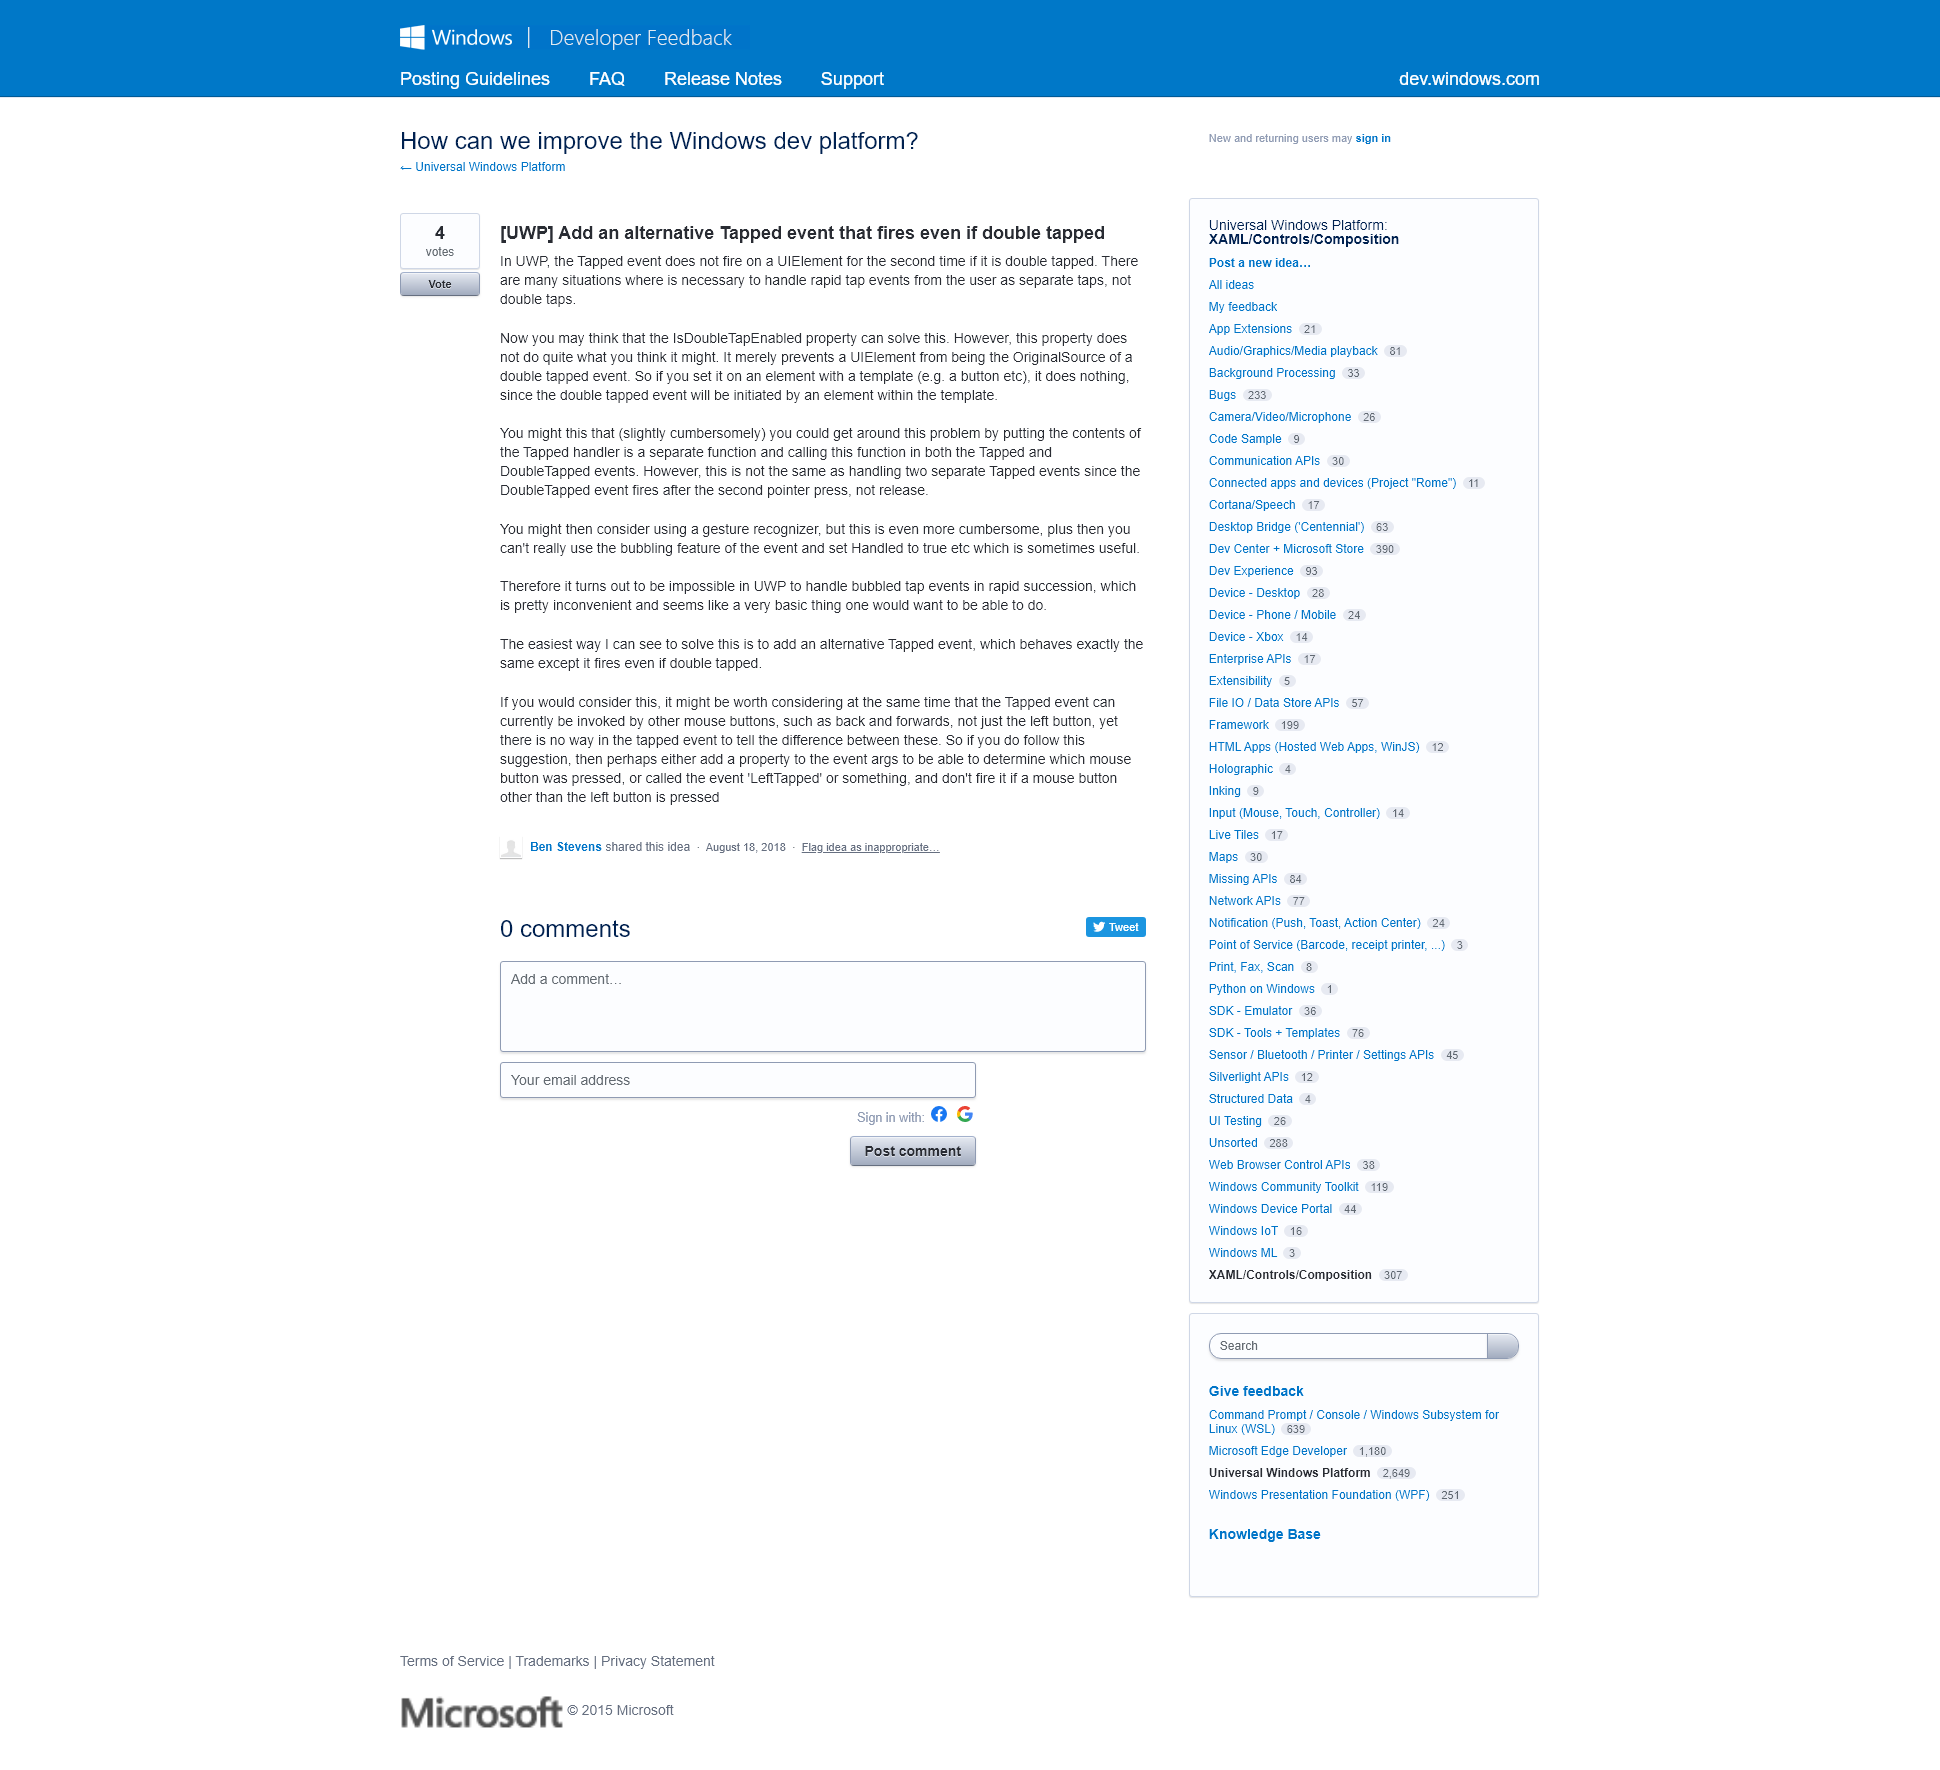 Windows | Developer Feedback
Posting Guidelines FAQ Release Notes Support dev.windows.com
How can we improve the Windows dev platform?
← Universal Windows Platform
New and returning users may sign in
4
votes
Vote
[UWP] Add an alternative Tapped event that fires even if double tapped
In UWP, the Tapped event does not fire on a UIElement for the second time if it is double tapped. There
are many situations where is necessary to handle rapid tap events from the user as separate taps, not
double taps.
Now you may think that the IsDoubleTapEnabled property can solve this. However, this property does
not do quite what you think it might. It merely prevents a UIElement from being the OriginalSource of a
double tapped event. So if you set it on an element with a template (e.g. a button etc), it does nothing,
since the double tapped event will be initiated by an element within the template.
You might this that (slightly cumbersomely) you could get around this problem by putting the contents of
the Tapped handler is a separate function and calling this function in both the Tapped and
DoubleTapped events. However, this is not the same as handling two separate Tapped events since the
DoubleTapped event fires after the second pointer press, not release.
You might then consider using a gesture recognizer, but this is even more cumbersome, plus then you
can't really use the bubbling feature of the event and set Handled to true etc which is sometimes useful.
Therefore it turns out to be impossible in UWP to handle bubbled tap events in rapid succession, which
is pretty inconvenient and seems like a very basic thing one would want to be able to do.
The easiest way I can see to solve this is to add an alternative Tapped event, which behaves exactly the
same except it fires even if double tapped.
If you would consider this, it might be worth considering at the same time that the Tapped event can
currently be invoked by other mouse buttons, such as back and forwards, not just the left button, yet
there is no way in the tapped event to tell the difference between these. So if you do follow this
suggestion, then perhaps either add a property to the event args to be able to determine which mouse
button was pressed, or called the event 'LeftTapped' or something, and don't fire it if a mouse button
other than the left button is pressed
Ben Stevens shared this idea · August 18, 2018 · Flag idea as inappropriate…
0 comments
Tweet
Add a comment…
Your email address
Sign in with:
Post comment
Universal Windows Platform:
XAML/Controls/Composition
Post a new idea…
All ideas
My feedback
App Extensions 21
Audio/Graphics/Media playback 81
Background Processing 33
Bugs 233
Camera/Video/Microphone 26
Code Sample 9
Communication APIs 30
Connected apps and devices (Project "Rome") 11
Cortana/Speech 17
Desktop Bridge ('Centennial') 63
Dev Center + Microsoft Store 390
Dev Experience 93
Device - Desktop 28
Device - Phone / Mobile 24
Device - Xbox 14
Enterprise APIs 17
Extensibility 5
File IO / Data Store APIs 57
Framework 199
HTML Apps (Hosted Web Apps, WinJS) 12
Holographic 4
Inking 9
Input (Mouse, Touch, Controller) 14
Live Tiles 17
Maps 30
Missing APIs 84
Network APIs 77
Notification (Push, Toast, Action Center) 24
Point of Service (Barcode, receipt printer, ...) 3
Print, Fax, Scan 8
Python on Windows 1
SDK - Emulator 36
SDK - Tools + Templates 76
Sensor / Bluetooth / Printer / Settings APIs 45
Silverlight APIs 12
Structured Data 4
UI Testing 26
Unsorted 288
Web Browser Control APIs 38
Windows Community Toolkit 119
Windows Device Portal 44
Windows IoT 16
Windows ML 3
XAML/Controls/Composition 307
Search
Give feedback
Command Prompt / Console / Windows Subsystem for
Linux (WSL) 639
Microsoft Edge Developer 1,180
Universal Windows Platform 2,649
Windows Presentation Foundation (WPF) 251
Knowledge Base
Terms of Service | Trademarks | Privacy Statement
Microsoft © 2015 Microsoft